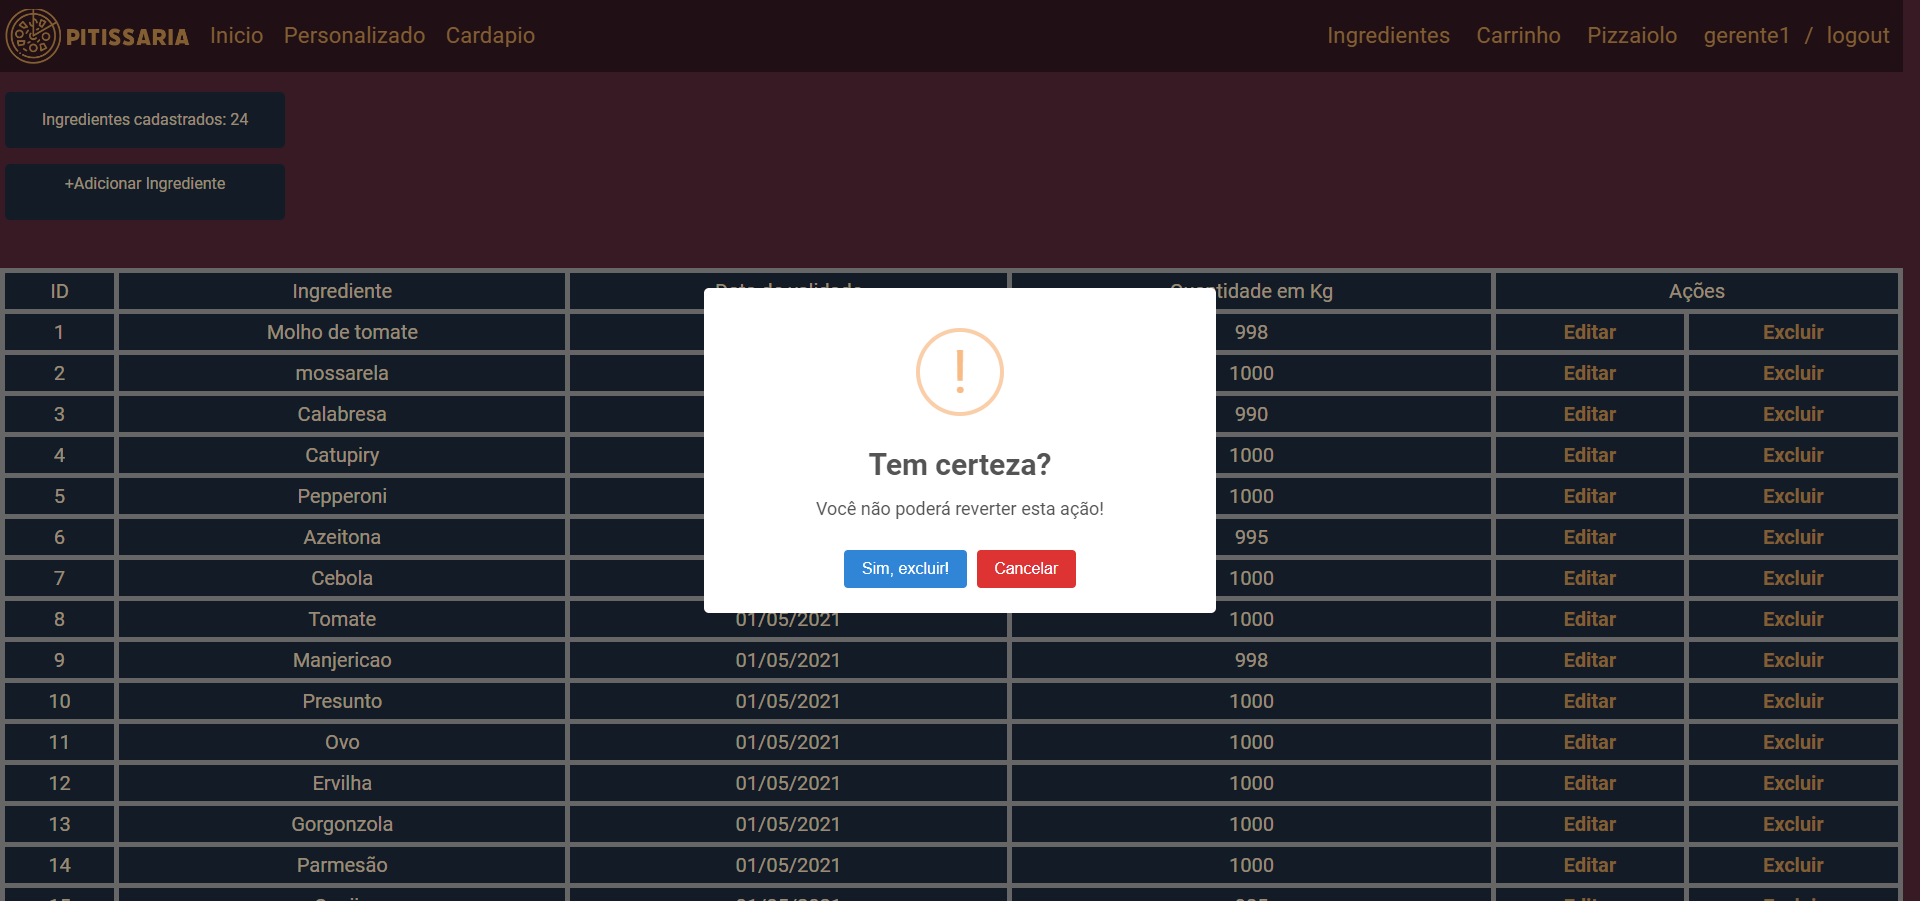 PITISSARIA Inicio Personalizado Cardapio Ingredientes Carrinho Pizzaiolo gerente1 / logout
Ingredientes cadastrados: 24
+Adicionar Ingrediente
ID Ingrediente Data de validade Quantidade em Kg Ações
1 Molho de tomate 998 Editar Excluir
2 mossarela 1000 Editar Excluir
3 Calabresa 990 Editar Excluir
4 Catupiry 1000 Editar Excluir
5 Pepperoni 1000 Editar Excluir
6 Azeitona 995 Editar Excluir
7 Cebola 1000 Editar Excluir
8 Tomate 01/05/2021 1000 Editar Excluir
9 Manjericao 01/05/2021 998 Editar Excluir
10 Presunto 01/05/2021 1000 Editar Excluir
11 Ovo 01/05/2021 1000 Editar Excluir
12 Ervilha 01/05/2021 1000 Editar Excluir
13 Gorgonzola 01/05/2021 1000 Editar Excluir
14 Parmesão 01/05/2021 1000 Editar Excluir
!
Tem certeza?
Você não poderá reverter esta ação!
Sim, excluir! Cancelar